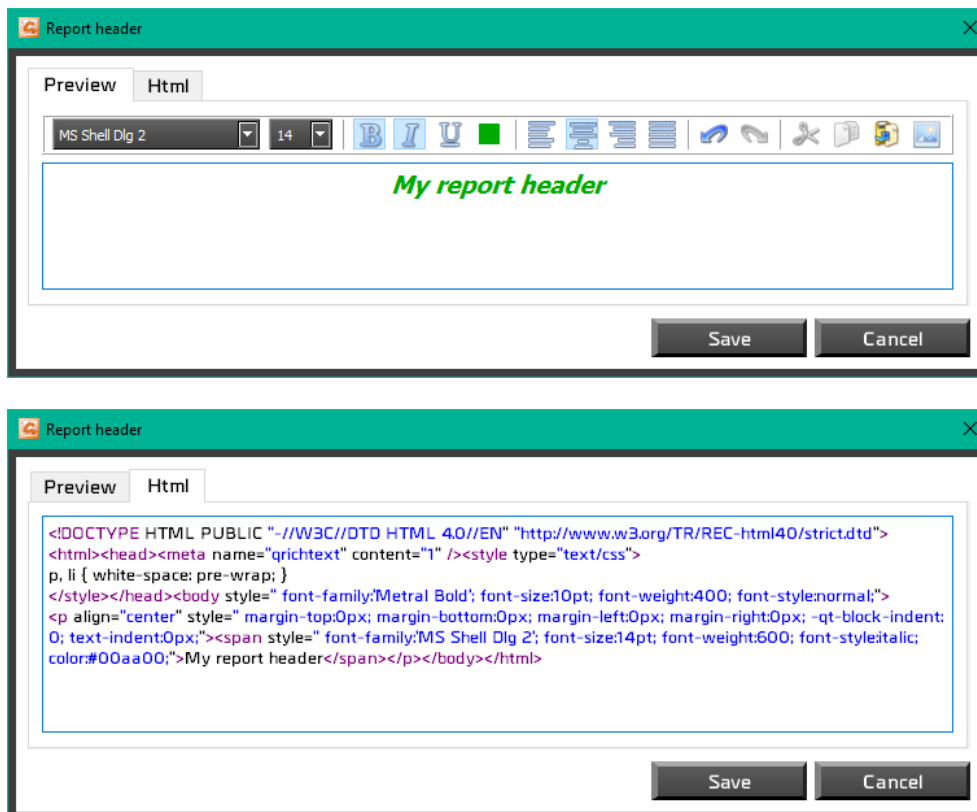 Report header
Preview Html
MS Shell Dlg 2 14 B I U
My report header
Save Cancel
Report header
Preview Html
<!DOCTYPE HTML PUBLIC "-//W3C//DTD HTML 4.0//EN" "http://www.w3.org/TR/REC-html40/strict.dtd">
<html><head><meta name="qrichtext" content="1" /><style type="text/css">
p, li { white-space: pre-wrap; }
</style></head><body style=" font-family:'Metral Bold'; font-size:10pt; font-weight:400; font-style:normal;">
<p align="center" style=" margin-top:0px; margin-bottom:0px; margin-left:0px; margin-right:0px; -qt-block-indent:
0; text-indent:0px;"><span style=" font-family:'MS Shell Dlg 2'; font-size:14pt; font-weight:600; font-style:italic;
color:#00aa00;">My report header</span></p></body></html>
Save Cancel